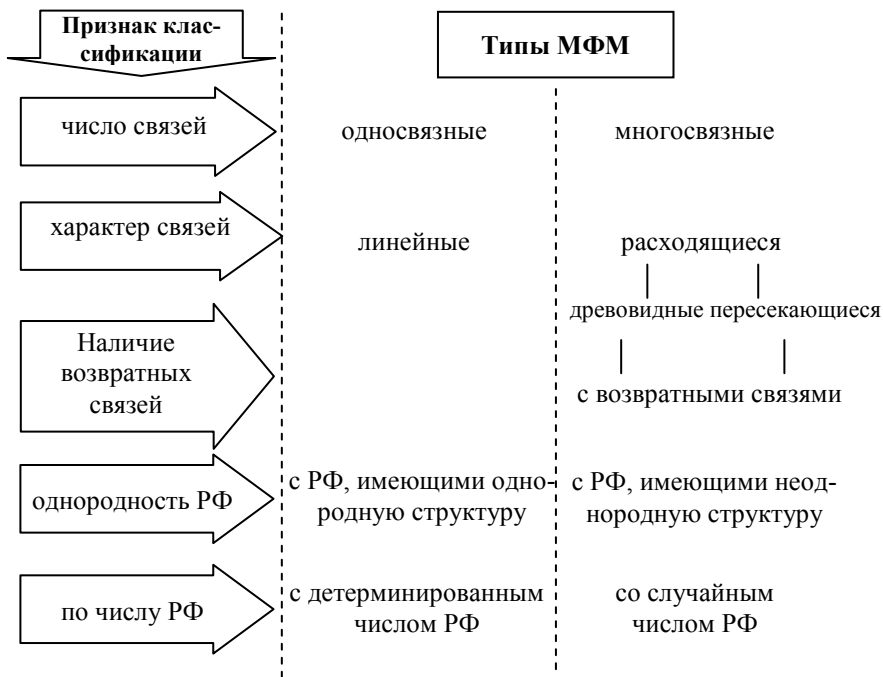 Признак клас-
сификации
Типы МФМ
число связей
односвязные
многосвязные
характер связей
линейные
расходящиеся
древовидные пересекающиеся
Наличие
возвратных
связей
с возвратными связями
однородность РФ
с РФ, имеющими одно-
родную структуру
с РФ, имеющими неод-
нородную структуру
по числу РФ
с детерминированным
числом РФ
со случайным
числом РФ